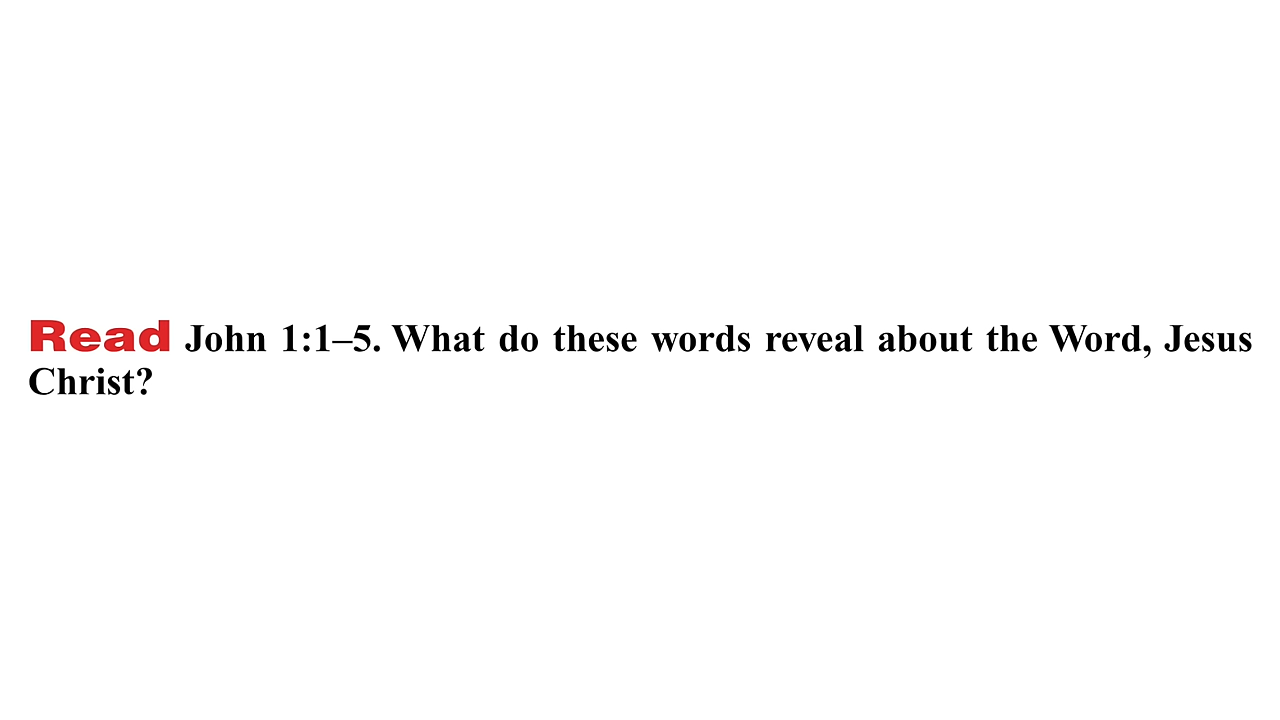 Read John 1:1–5. What do these words reveal about the Word, Jesus
Christ?